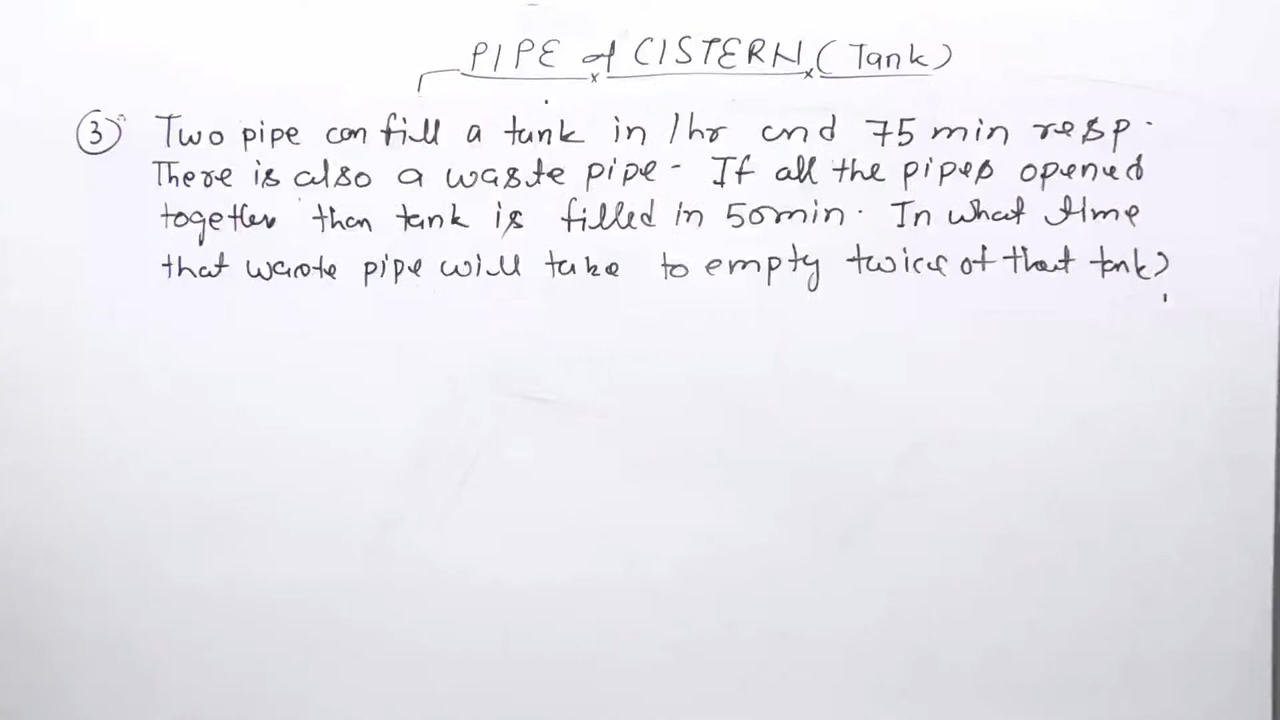 PIPE of CISTERN (Tank)
③ Two pipe can fill a tank in 1hr and 75 min resp.
There is also a waste pipe - If all the pipes opened
together than tank is filled in 50min. In what time
that waste pipe will take to empty twice of that tank?